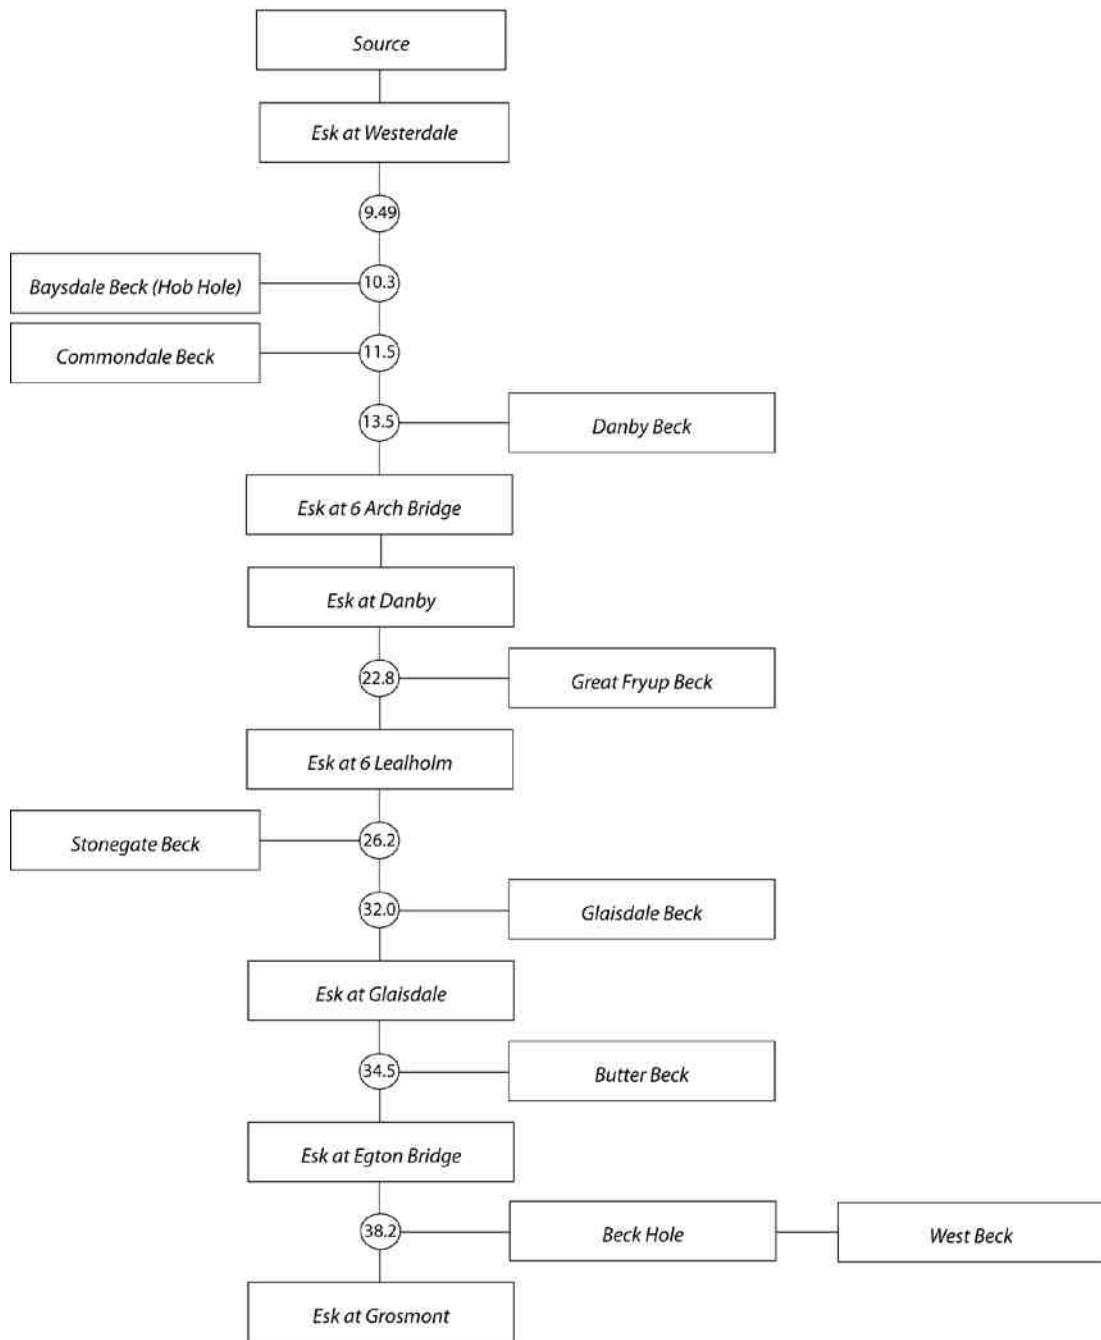 Source
Esk at Westerdale
9.49
Baysdale Beck (Hob Hole)
10.3
Commondale Beck
11.5
13.5
Danby Beck
Esk at 6 Arch Bridge
Esk at Danby
22.8
Great Fryup Beck
Esk at 6 Lealholm
Stonegate Beck
26.2
32.0
Glaisdale Beck
Esk at Glaisdale
34.5
Butter Beck
Esk at Egton Bridge
38.2
Beck Hole
West Beck
Esk at Grosmont